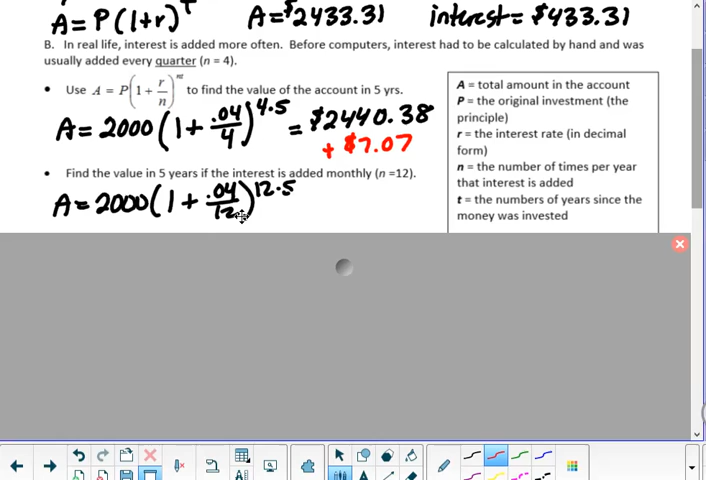 A = P(1+r)^t   A = $2433.31   interest = $433.31
B. In real life, interest is added more often. Before computers, interest had to be calculated by hand and was
usually added every quarter (n = 4).
• Use A = P(1 + r/n)^nt to find the value of the account in 5 yrs.
A = 2000(1 + .04/4)^4·5 = $2440.38
+ $7.07
• Find the value in 5 years if the interest is added monthly (n =12).
A = 2000(1 + .04/12)^12·5
A = total amount in the account
P = the original investment (the
principle)
r = the interest rate (in decimal
form)
n = the number of times per year
that interest is added
t = the numbers of years since the
money was invested